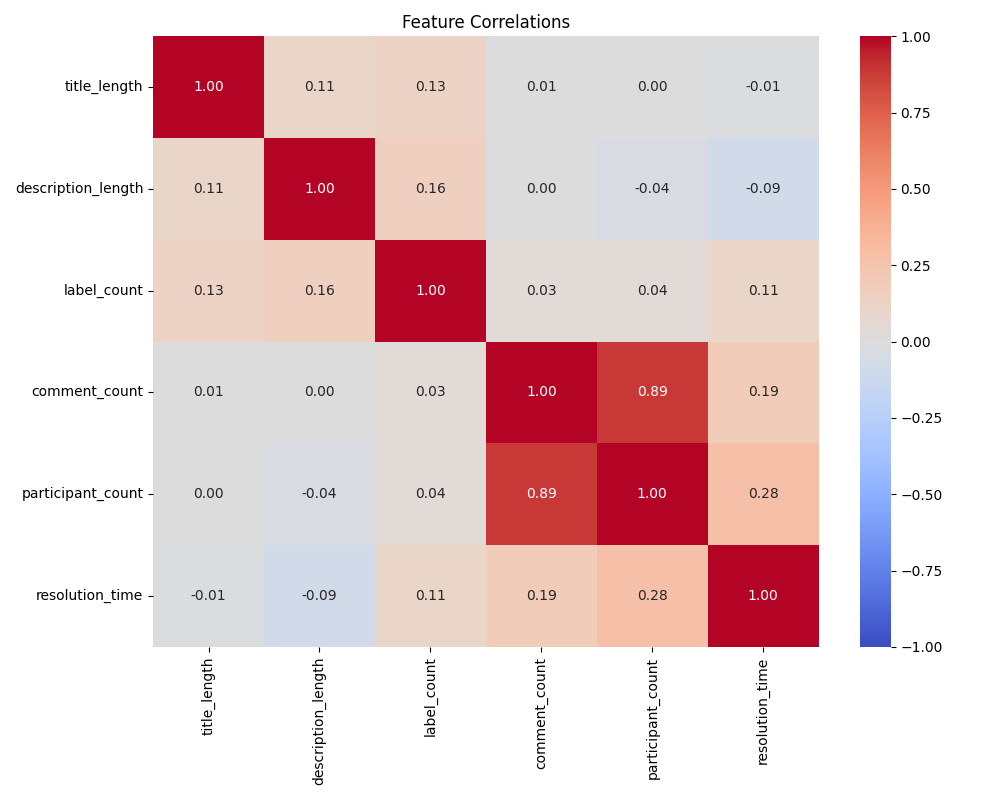 Feature Correlations
title_length 1.00 0.11 0.13 0.01 0.00 -0.01
description_length 0.11 1.00 0.16 0.00 -0.04 -0.09
label_count 0.13 0.16 1.00 0.03 0.04 0.11
comment_count 0.01 0.00 0.03 1.00 0.89 0.19
participant_count 0.00 -0.04 0.04 0.89 1.00 0.28
resolution_time -0.01 -0.09 0.11 0.19 0.28 1.00
title_length
description_length
label_count
comment_count
participant_count
resolution_time
1.00
0.75
0.50
0.25
0.00
−0.25
−0.50
−0.75
−1.00